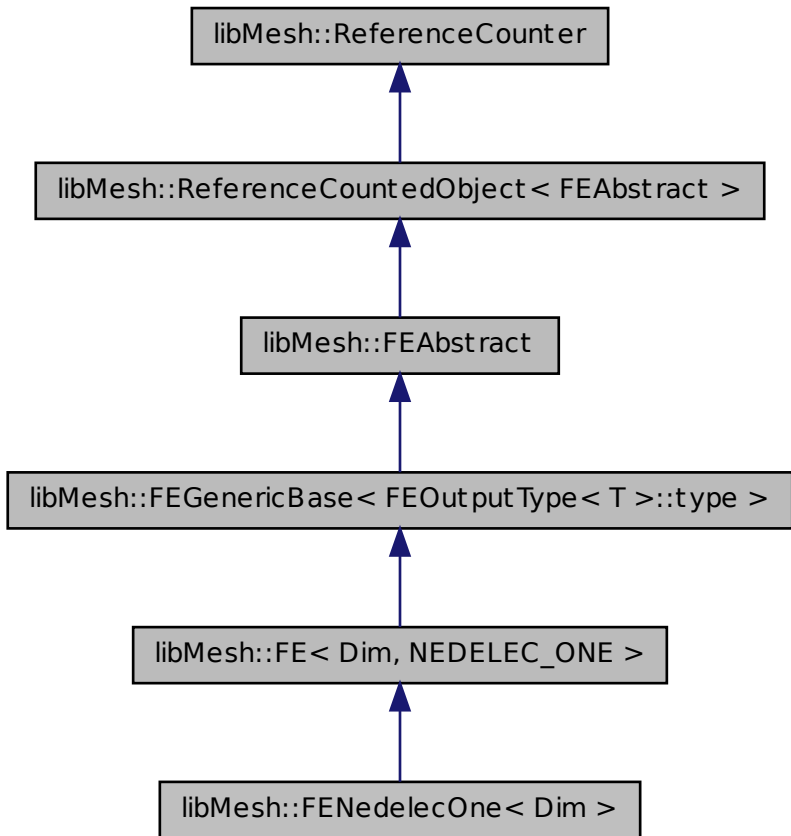 libMesh::ReferenceCounter
libMesh::ReferenceCountedObject< FEAbstract >
libMesh::FEAbstract
libMesh::FEGenericBase< FEOutputType< T >::type >
libMesh::FE< Dim, NEDELEC_ONE >
libMesh::FENedelecOne< Dim >